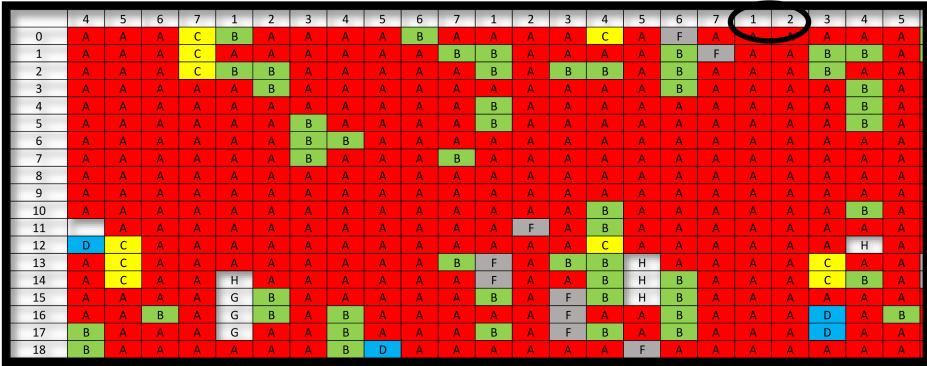 4 5 6 7 1 2 3 4 5 6 7 1 2 3 4 5 6 7 1 2 3 4 5
0 A A A C B A A A A B A A A A C A F A A A A A A
1 A A A C A A A A A A B B A A A A B F A A B B A
2 A A A C B B A A A A A B A B B A B A A A B A A
3 A A A A A B A A A A A A A A A A B A A A A B A
4 A A A A A A A A A A A B A A A A A A A A A B A
5 A A A A A A B A A A A B A A A A A A A A A B A
6 A A A A A A B B A A A A A A A A A A A A A A A
7 A A A A A A B A A A B A A A A A A A A A A A A
8 A A A A A A A A A A A A A A A A A A A A A A A
9 A A A A A A A A A A A A A A A A A A A A A A A
10 A A A A A A A A A A A A A A B A A A A A A B A
11 A A A A A A A A A A A F A B A A A A A A A A
12 D C A A A A A A A A A A A A C A A A A A A H A
13 A C A A A A A A A A B F A B B H A A A A C A A
14 A C A A H A A A A A A F A A B H B A A A C B A
15 A A A A G B A A A A A B A F B H B A A A A A A
16 A A B A G B A B A A A A A F A A B A A A D A B
17 B A A A G A A B A A A B A F B A B A A A D A A
18 B A A A A A A B D A A A A A A F A A A A A A A